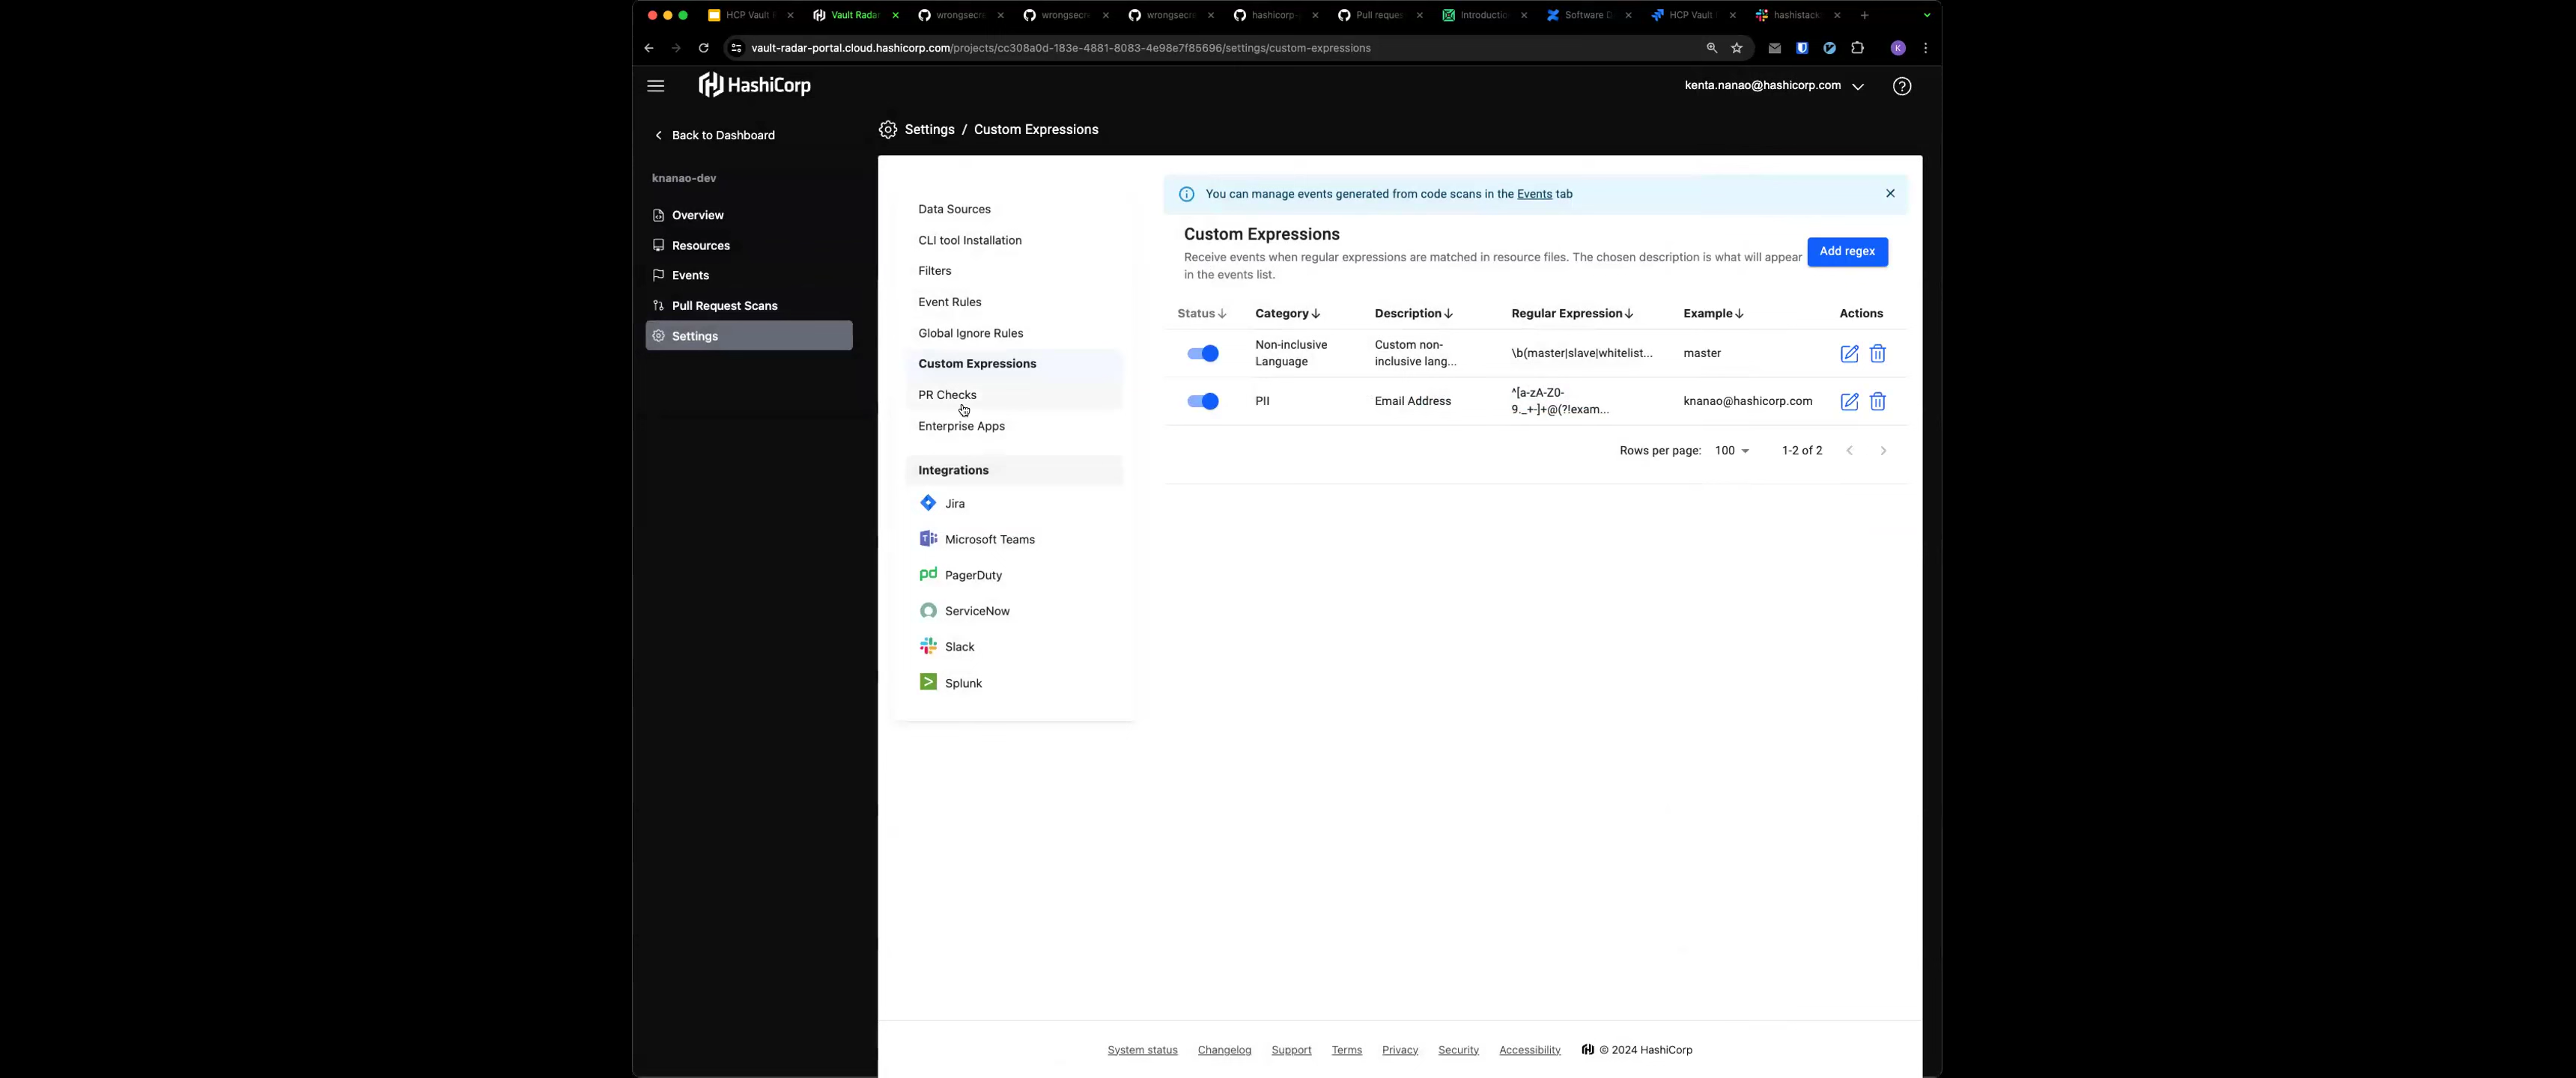 HCP Vault
Vault Radar
wrongsecre
wrongsecre
wrongsecre
hashicorp-
Pull reques
Introductio
Software D
HCP Vault
hashistack
vault-radar-portal.cloud.hashicorp.com/projects/cc308a0d-183e-4881-8083-4e98e7f85696/settings/custom-expressions
K
HashiCorp
kenta.nanao@hashicorp.com
Back to Dashboard
Settings / Custom Expressions
knanao-dev
Overview
Resources
Events
Pull Request Scans
Settings
Data Sources
CLI tool Installation
Filters
Event Rules
Global Ignore Rules
Custom Expressions
PR Checks
Enterprise Apps
Integrations
Jira
Microsoft Teams
pd PagerDuty
ServiceNow
Slack
Splunk
You can manage events generated from code scans in the Events tab
Custom Expressions
Receive events when regular expressions are matched in resource files. The chosen description is what will appear
in the events list.
Add regex
Status Category Description Regular Expression Example Actions
Non-inclusive
Language
Custom non-
inclusive lang...
\b(master|slave|whitelist...
master
PII
Email Address
^[a-zA-Z0-
9._+-]+@(?!exam...
knanao@hashicorp.com
Rows per page: 100 1-2 of 2
System status Changelog Support Terms Privacy Security Accessibility © 2024 HashiCorp